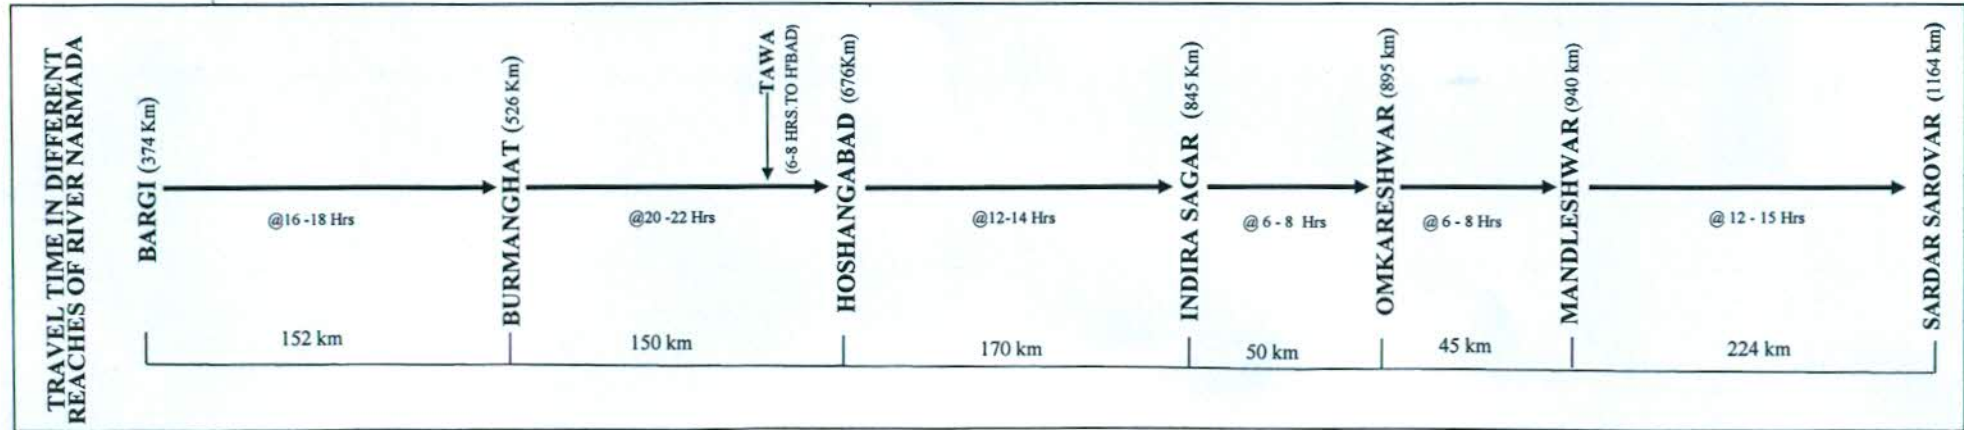 TRAVEL TIME IN DIFFERENT
REACHES OF RIVER NARMADA
BARGI (374 Km)
@16 -18 Hrs
BURMANGHAT (526 Km)
@20 -22 Hrs
TAWA
(6-8 HRS.TO H'BAD)
HOSHANGABAD (676Km)
@12-14 Hrs
INDIRA SAGAR (845 Km)
@ 6 - 8 Hrs
OMKARESHWAR (895 km)
@ 6 - 8 Hrs
MANDLESHWAR (940 km)
@ 12 - 15 Hrs
SARDAR SAROVAR (1164 km)
152 km
150 km
170 km
50 km
45 km
224 km